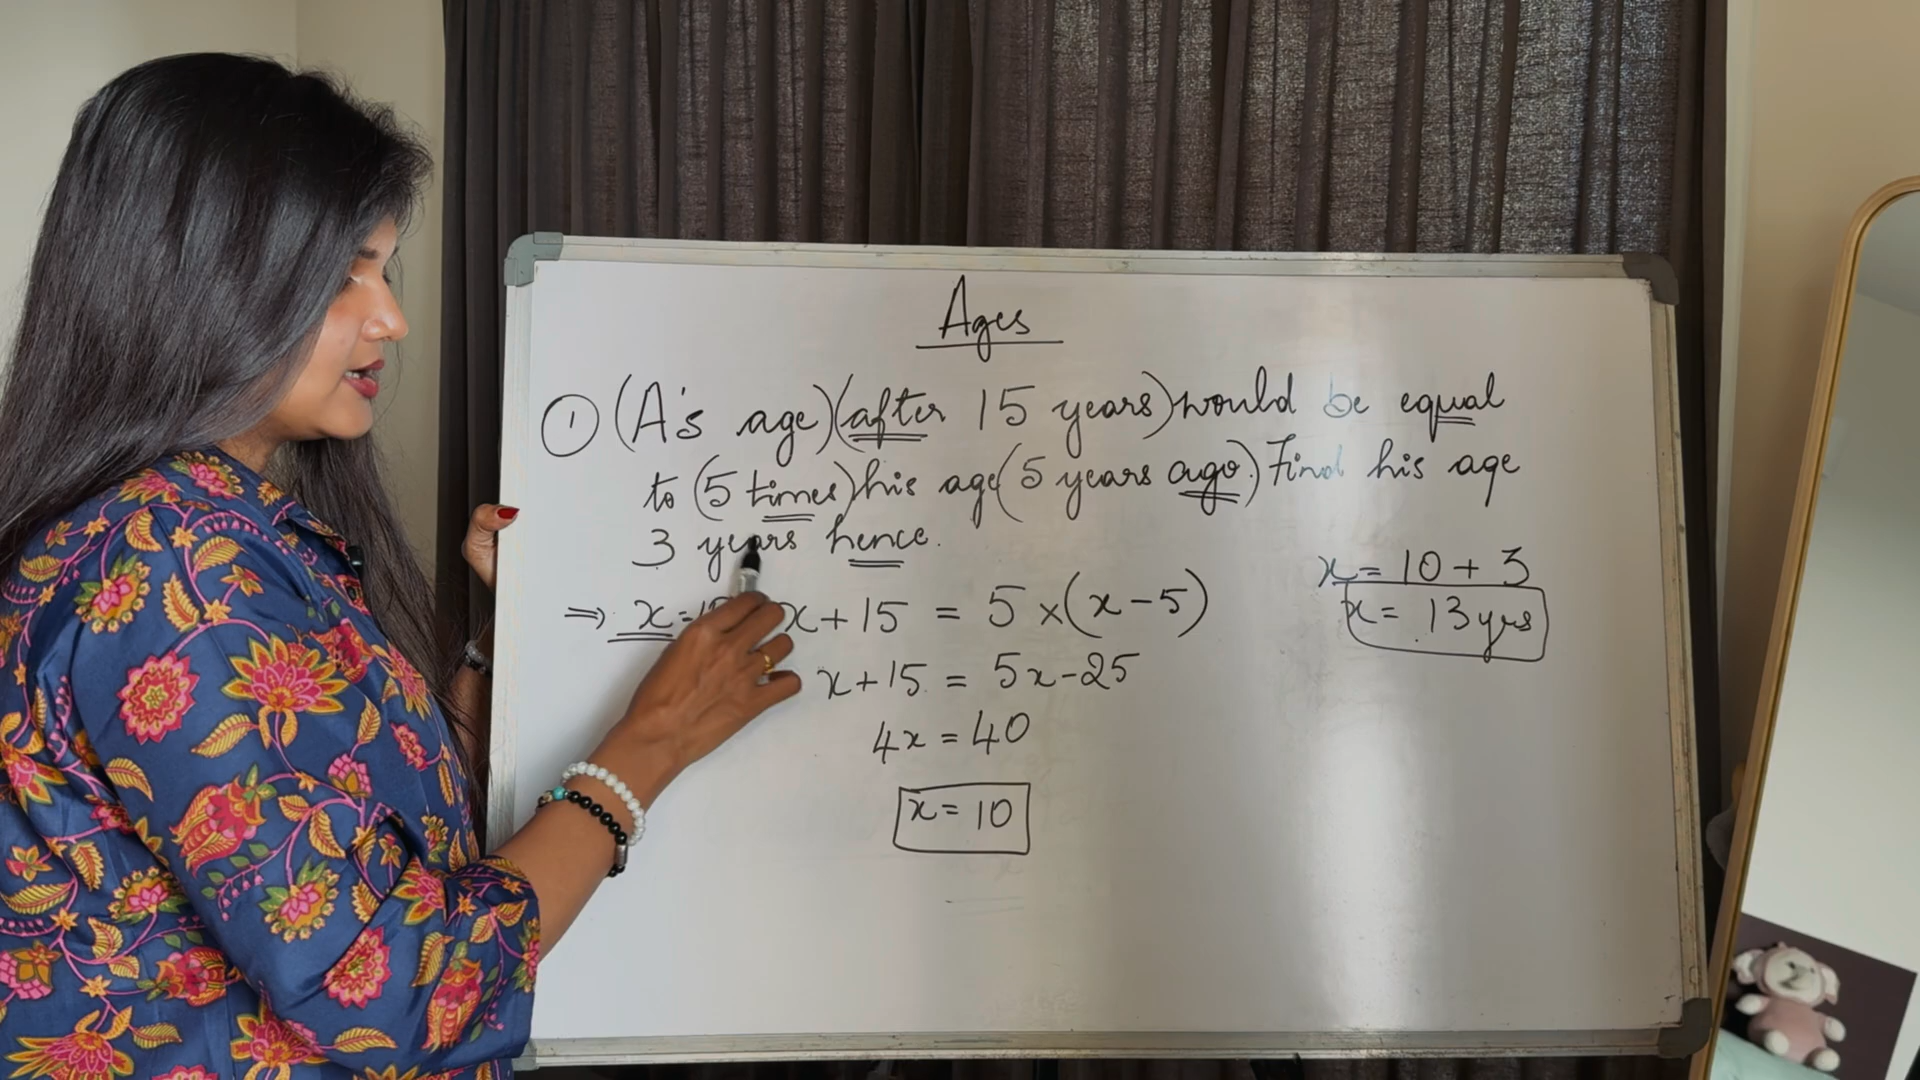 Ages
① (A's age)(after 15 years) would be equal
to (5 times) his age (5 years ago.) Find his age
3 years hence.
⇒ x = x + 15 = 5 × (x − 5)
x + 15 = 5x − 25
4x = 40
x = 10
x = 10 + 3
x = 13 yrs